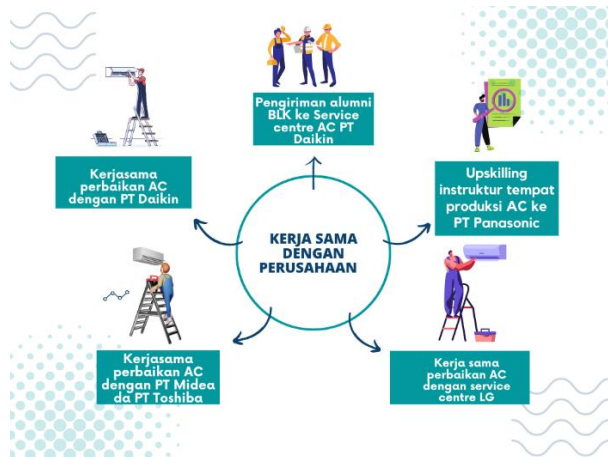 Pengiriman alumni
BLK ke Service
centre AC PT
Daikin
Kerjasama
perbaikan AC
dengan PT Daikin
Upskilling
instruktur tempat
produksi AC ke
PT Panasonic
KERJA SAMA
DENGAN
PERUSAHAAN
Kerjasama
perbaikan AC
dengan PT Midea
da PT Toshiba
Kerja sama
perbaikan AC
dengan service
centre LG